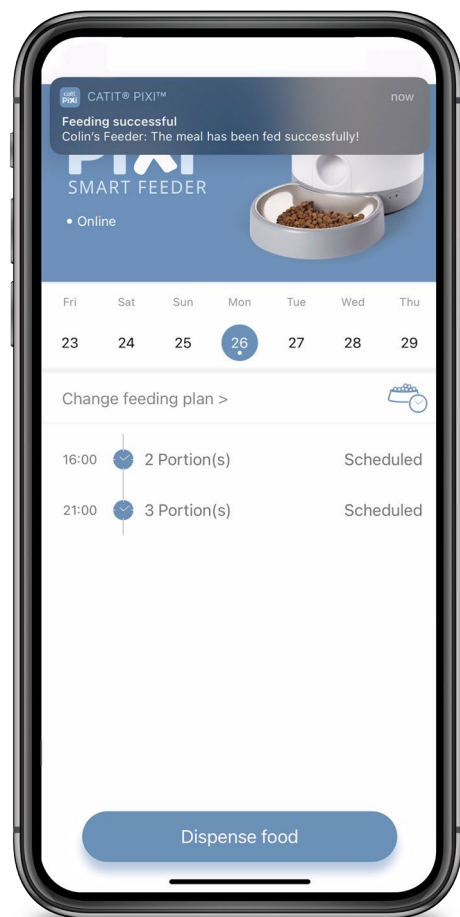 catit PIXI CATIT® PIXI™ now
Feeding successful
Colin's Feeder: The meal has been fed successfully!
PIXI
SMART FEEDER
• Online
Fri Sat Sun Mon Tue Wed Thu
23 24 25 26 27 28 29
Change feeding plan >
16:00 2 Portion(s) Scheduled
21:00 3 Portion(s) Scheduled
Dispense food